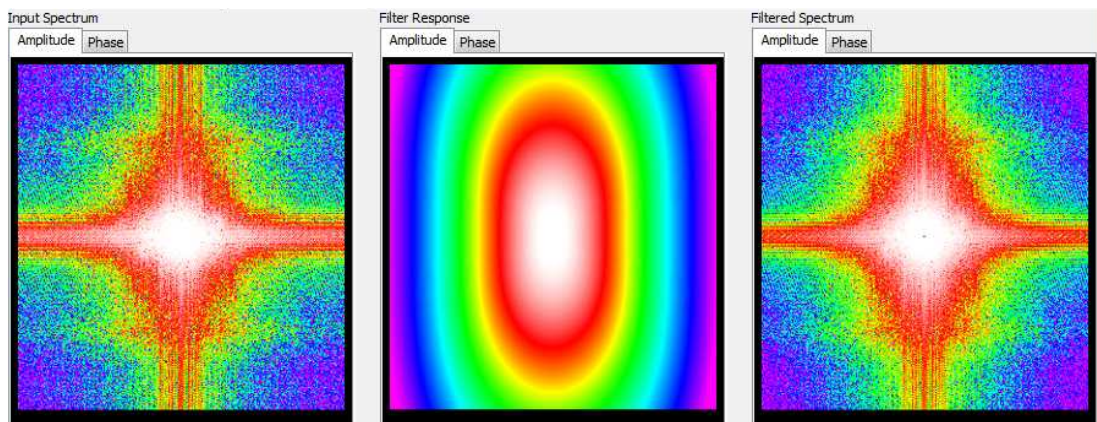 Input Spectrum
Amplitude Phase
Filter Response
Amplitude Phase
Filtered Spectrum
Amplitude Phase